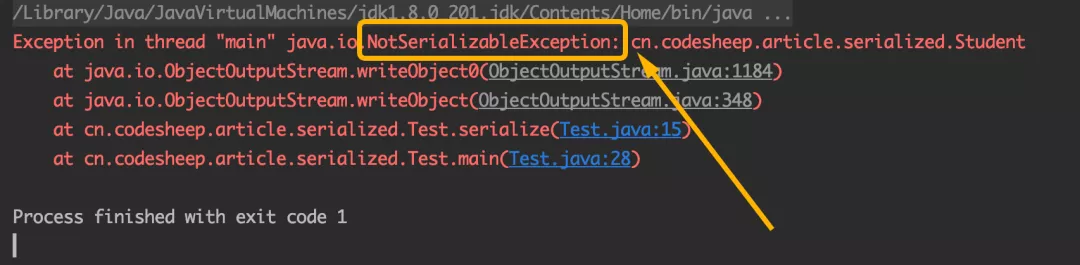 /Library/Java/JavaVirtualMachines/jdk1.8.0_201.jdk/Contents/Home/bin/java ...
Exception in thread "main" java.io.NotSerializableException: cn.codesheep.article.serialized.Student
at java.io.ObjectOutputStream.writeObject0(ObjectOutputStream.java:1184)
at java.io.ObjectOutputStream.writeObject(ObjectOutputStream.java:348)
at cn.codesheep.article.serialized.Test.serialize(Test.java:15)
at cn.codesheep.article.serialized.Test.main(Test.java:28)
Process finished with exit code 1